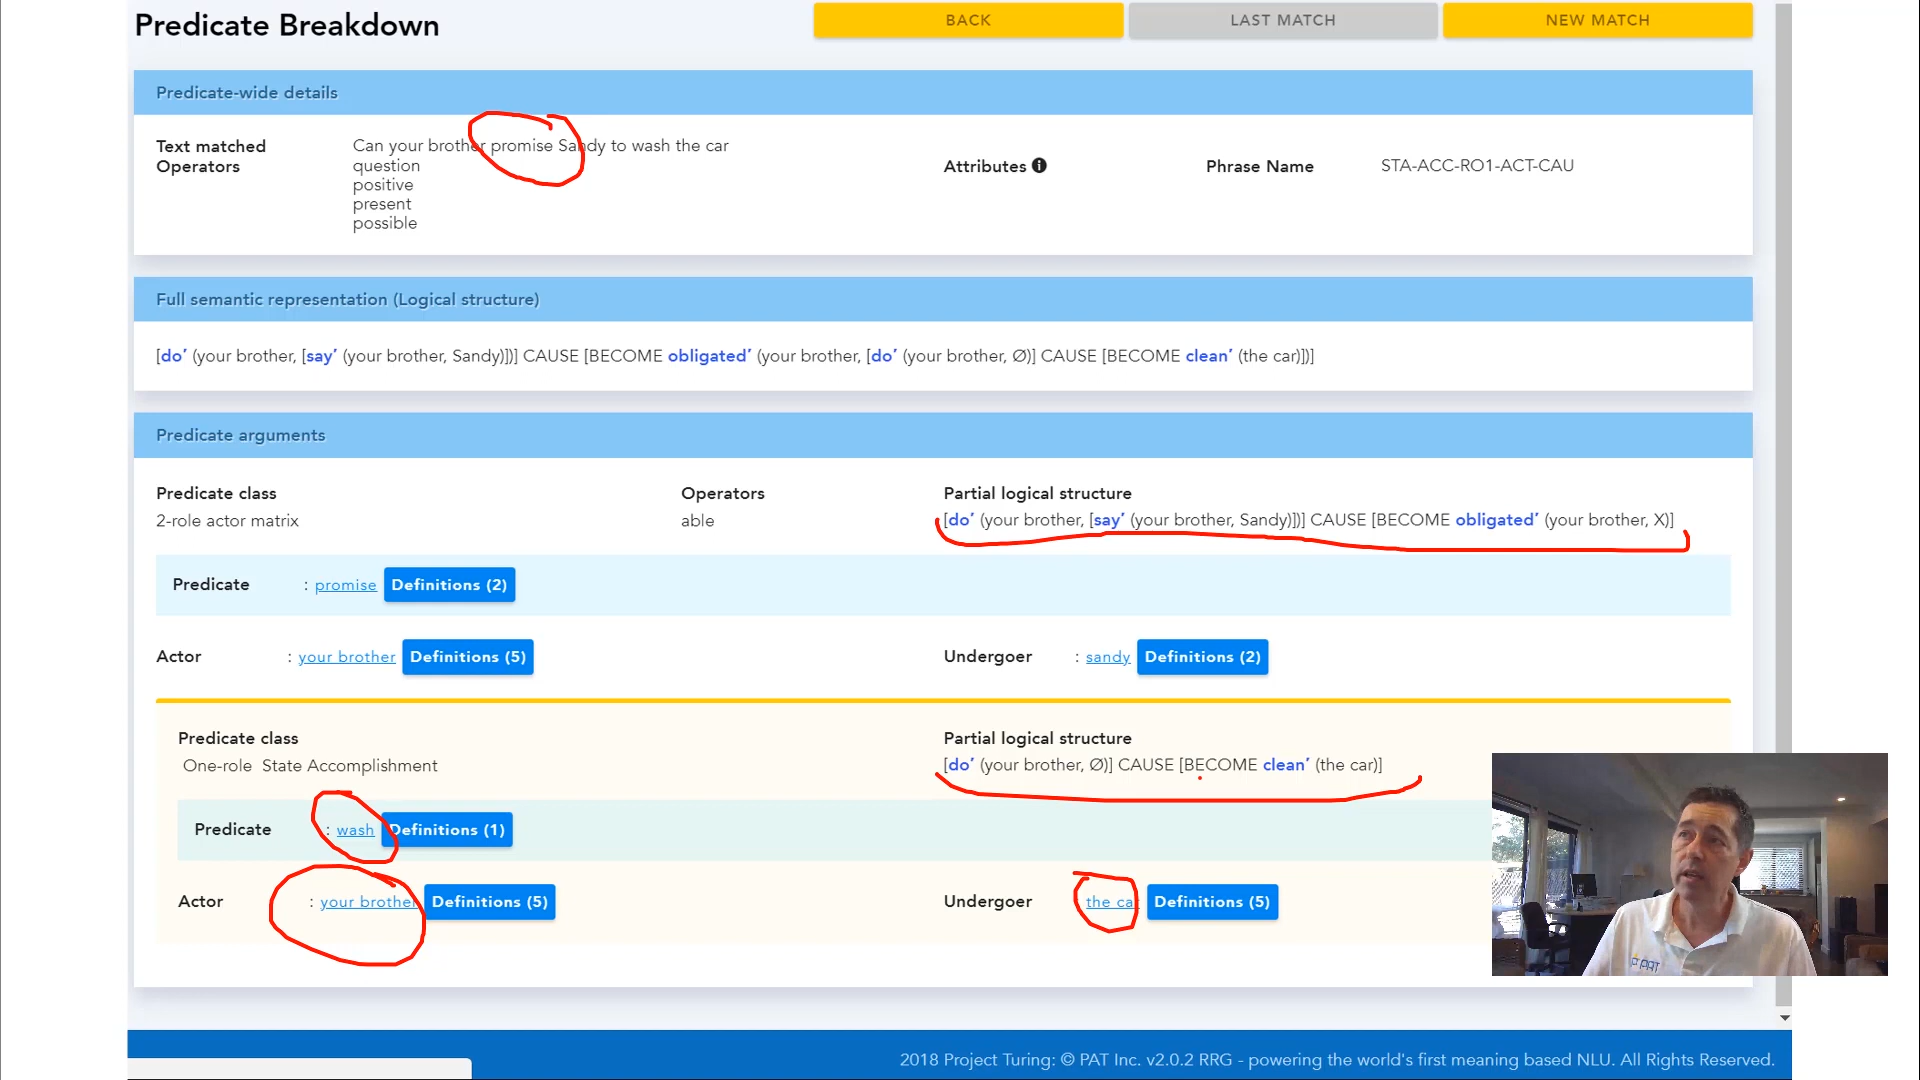 Predicate Breakdown
BACK
LAST MATCH
NEW MATCH
Predicate-wide details
Text matched Can your brother promise Sandy to wash the car
Operators question Attributes Phrase Name STA-ACC-RO1-ACT-CAU
positive
present
possible
Full semantic representation (Logical structure)
[do′ (your brother, [say′ (your brother, Sandy)])] CAUSE [BECOME obligated′ (your brother, [do′ (your brother, Ø)] CAUSE [BECOME clean′ (the car)])]
Predicate arguments
Predicate class Operators Partial logical structure
2-role actor matrix able [do′ (your brother, [say′ (your brother, Sandy)])] CAUSE [BECOME obligated′ (your brother, X)]
Predicate : promise Definitions (2)
Actor : your brother Definitions (5) Undergoer : sandy Definitions (2)
Predicate class Partial logical structure
One-role State Accomplishment [do′ (your brother, Ø)] CAUSE [BECOME clean′ (the car)]
Predicate : wash Definitions (1)
Actor : your brother Definitions (5) Undergoer the car Definitions (5)
PAT
2018 Project Turing: © PAT Inc. v2.0.2 RRG - powering the world's first meaning based NLU. All Rights Reserved.